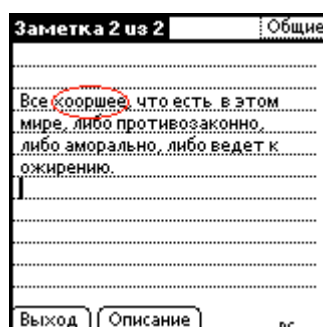 Заметка 2 из 2 Общие
Все хооршее, что есть в этом
мире, либо противозаконно,
либо аморально, либо ведет к
ожирению.
Выход Описание